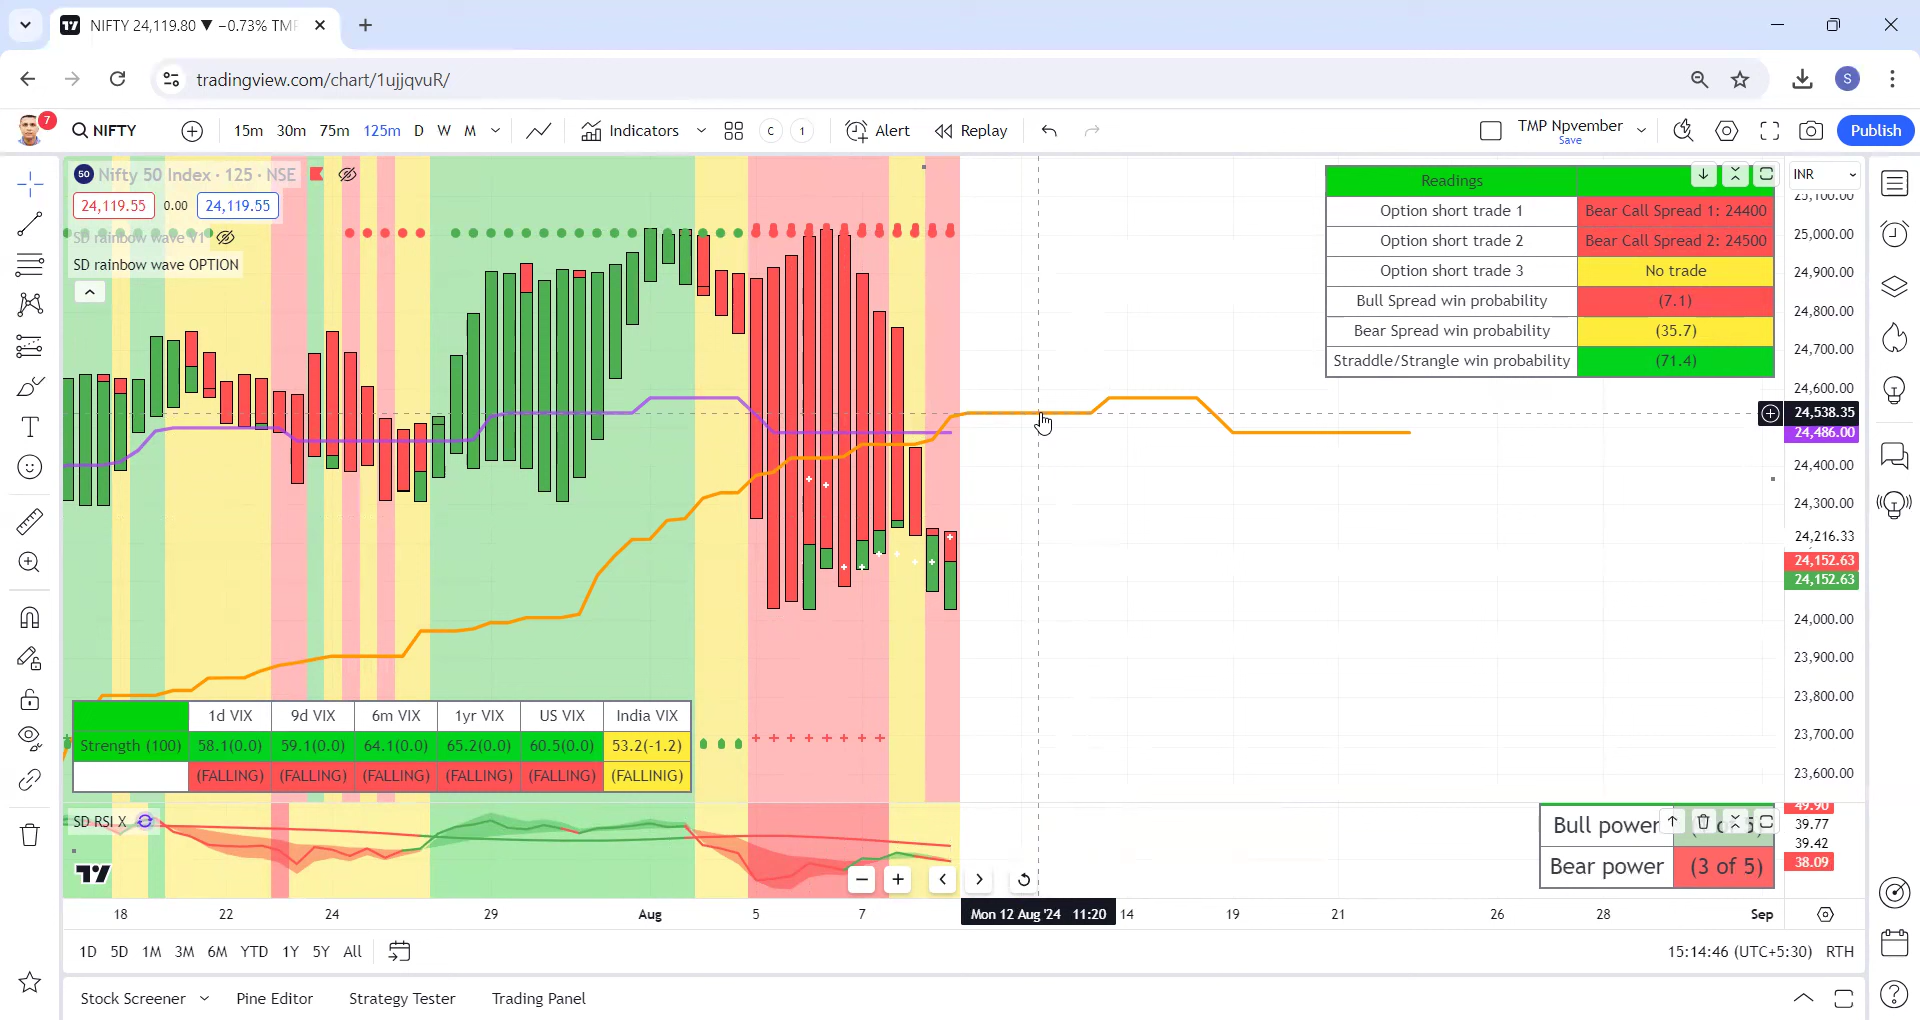 NIFTY 24,119.80 ▼ −0.73% TMP
tradingview.com/chart/1ujjqvuR/
S
7
NIFTY
15m 30m 75m 125m D W M
Indicators
C
1
Alert
Replay
TMP Npvember
Save
Publish
50 Nifty 50 Index · 125 · NSE
24,119.55 0.00 24,119.55
SD rainbow wave V1
SD rainbow wave OPTION
Readings
Option short trade 1 Bear Call Spread 1: 24400
Option short trade 2 Bear Call Spread 2: 24500
Option short trade 3 No trade
Bull Spread win probability (7.1)
Bear Spread win probability (35.7)
Straddle/Strangle win probability (71.4)
INR
25,100.00
25,000.00
24,900.00
24,800.00
24,700.00
24,600.00
24,538.35
24,486.00
24,400.00
24,300.00
24,216.33
24,152.63
24,152.63
24,000.00
23,900.00
23,800.00
23,700.00
23,600.00
1d VIX 9d VIX 6m VIX 1yr VIX US VIX India VIX
Strength (100) 58.1(0.0) 59.1(0.0) 64.1(0.0) 65.2(0.0) 60.5(0.0) 53.2(-1.2)
(FALLING) (FALLING) (FALLING) (FALLING) (FALLING) (FALLINIG)
SD RSI X
Bull power
Bear power (3 of 5)
49.90
39.77
39.42
38.09
18 22 24 29 Aug 5 7 Mon 12 Aug '24 11:20 14 19 21 26 28 Sep
1D 5D 1M 3M 6M YTD 1Y 5Y All
15:14:46 (UTC+5:30) RTH
Stock Screener Pine Editor Strategy Tester Trading Panel